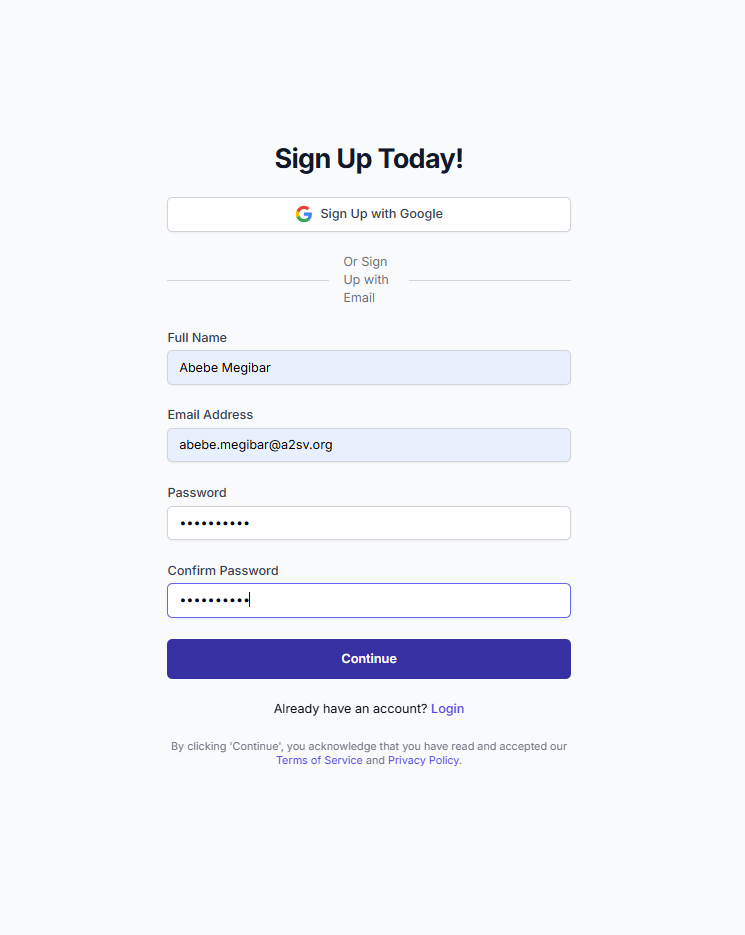 Sign Up Today!
Sign Up with Google
Or Sign
Up with
Email
Full Name
Abebe Megibar
Email Address
abebe.megibar@a2sv.org
Password
••••••••••
Confirm Password
••••••••••
Continue
Already have an account? Login
By clicking 'Continue', you acknowledge that you have read and accepted our
Terms of Service and Privacy Policy.